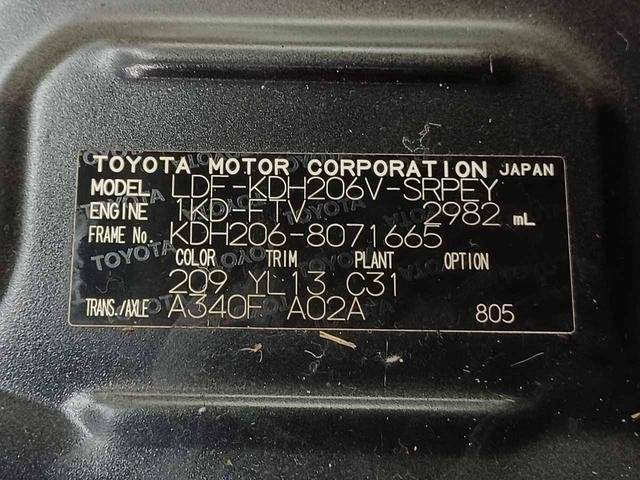 TOYOTA MOTOR CORPORATION JAPAN
MODEL LDF-KDH206V-SRPEY
ENGINE 1KD-FTV 2982 mL
FRAME No. KDH206-8071665
COLOR TRIM PLANT OPTION
209 YL13 C31
TRANS./AXLE A340F A02A 805